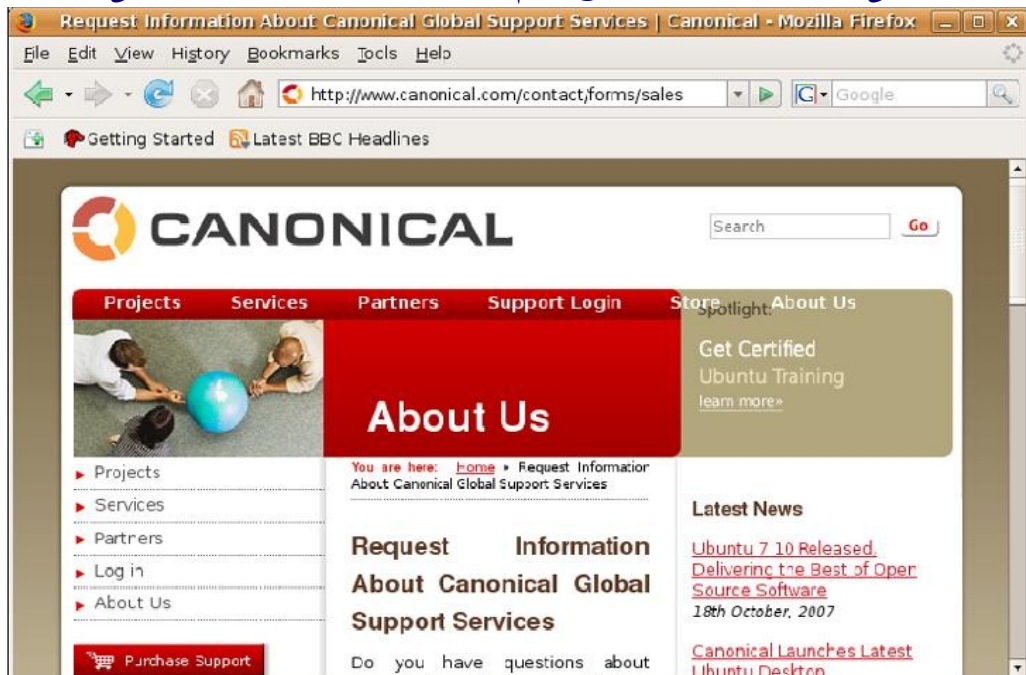 Request Information About Canonical Global Support Services | Canonical - Mozilla Firefox
File Edit View History Bookmarks Tools Help
http://www.canonical.com/contact/forms/sales
G Google
Getting Started Latest BBC Headlines
CANONICAL
Search Go
Projects Services Partners Support Login Store About Us
Spotlight:
Get Certified
Ubuntu Training
learn more»
About Us
Projects
Services
Partners
Log in
About Us
Purchase Support
You are here: Home • Request Information
About Canonical Global Support Services
Request Information
About Canonical Global
Support Services
Do you have questions about
Latest News
Ubuntu 7.10 Released,
Delivering the Best of Open
Source Software
18th October, 2007
Canonical Launches Latest
Ubuntu Desktop